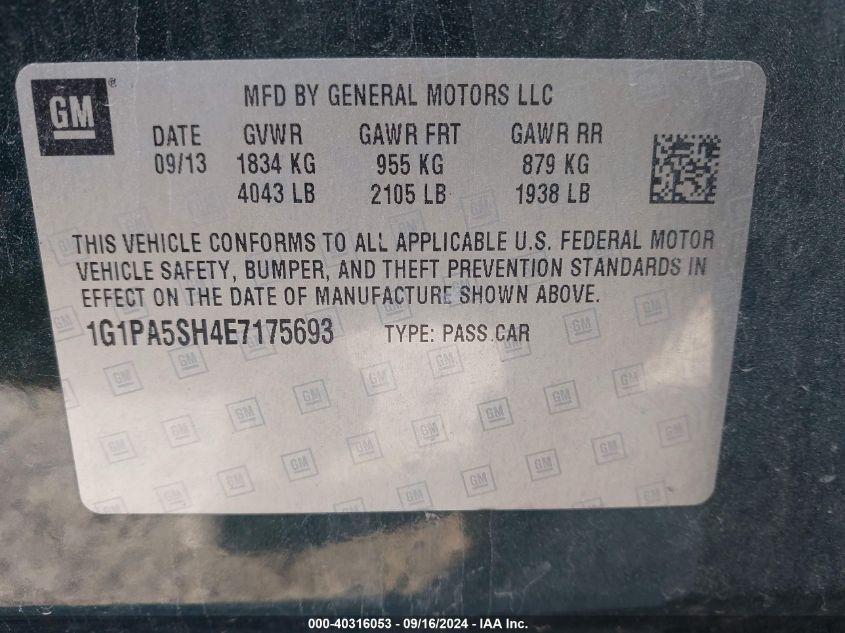 GM ® MFD BY GENERAL MOTORS LLC
DATE GVWR GAWR FRT GAWR RR
09/13 1834 KG 955 KG 879 KG
4043 LB 2105 LB 1938 LB
THIS VEHICLE CONFORMS TO ALL APPLICABLE U.S. FEDERAL MOTOR
VEHICLE SAFETY, BUMPER, AND THEFT PREVENTION STANDARDS IN
EFFECT ON THE DATE OF MANUFACTURE SHOWN ABOVE.
1G1PA5SH4E7175693 TYPE: PASS.CAR
000-40316053 - 09/16/2024 - IAA Inc.